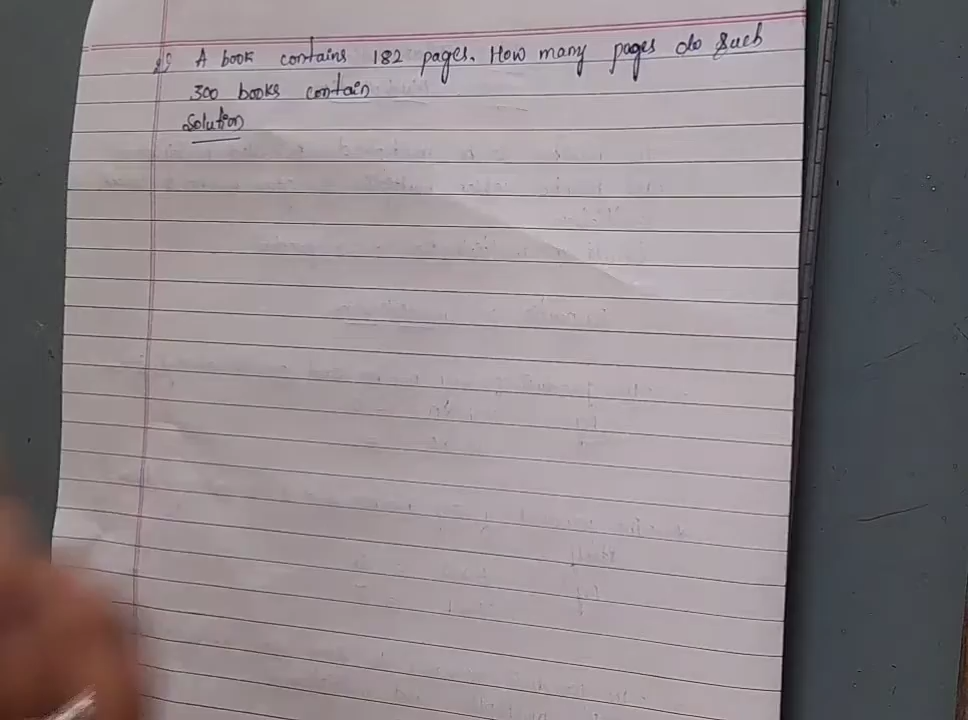 A book contains 182 pages. How many pages do such
300 books contain
Solution